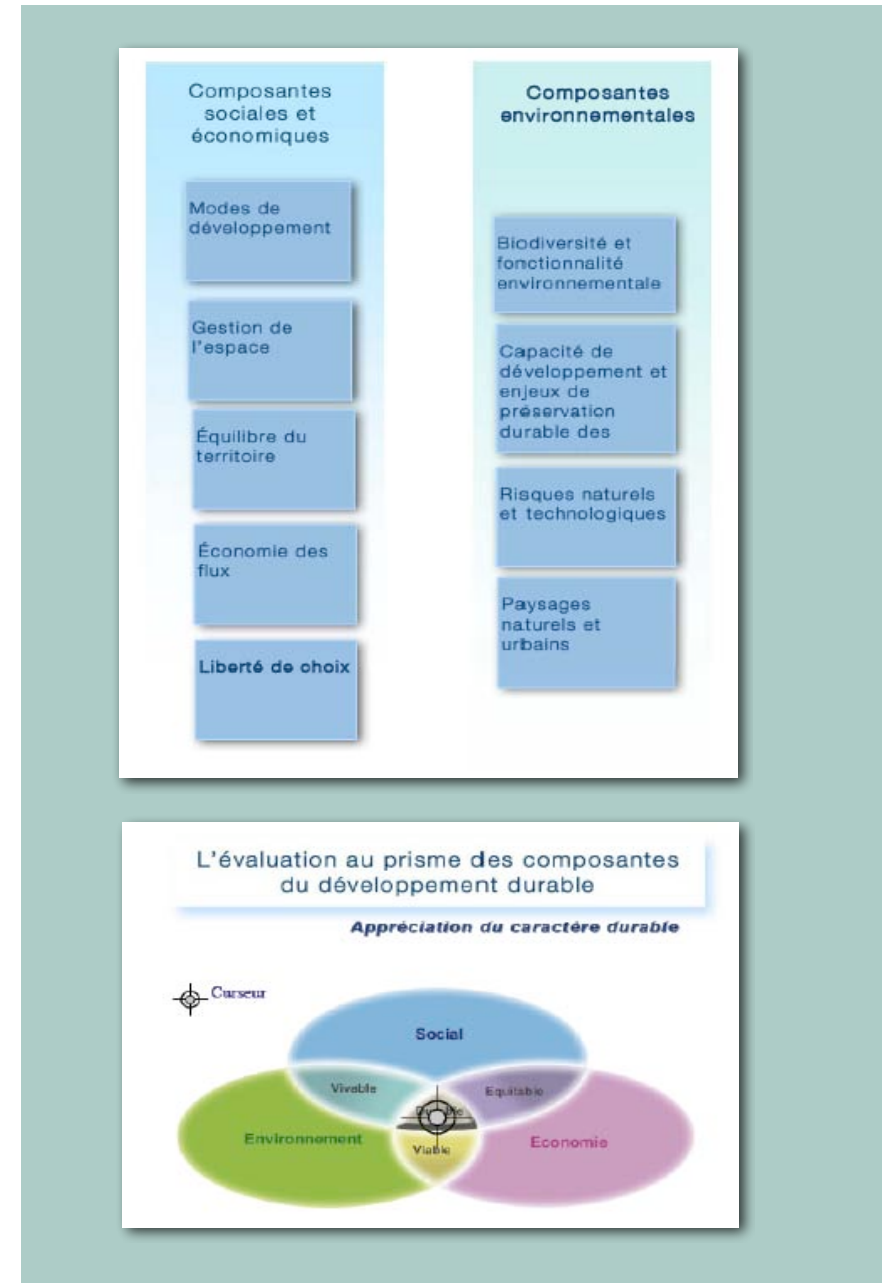 Composantes
sociales et
économiques
Modes de
développement
Gestion de
l'espace
Équilibre du
territoire
Économie des
flux
Liberté de choix
Composantes
environnementales
Biodiversité et
fonctionnalité
environnementale
Capacité de
développement et
enjeux de
préservation
durable des
Risques naturels
et technologiques
Paysages
naturels et
urbains
L'évaluation au prisme des composantes
du développement durable
Appréciation du caractère durable
Curseur
Social
Vivable
Equitable
Durable
Environnement
Viable
Economie